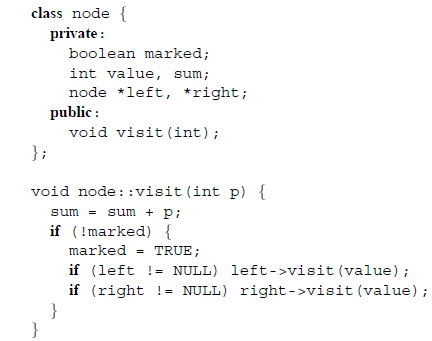 class node {
private:
boolean marked;
int value, sum;
node *left, *right;
public:
void visit(int);
};
void node::visit(int p) {
sum = sum + p;
if (!marked) {
marked = TRUE;
if (left != NULL) left->visit(value);
if (right != NULL) right->visit(value);
}
}